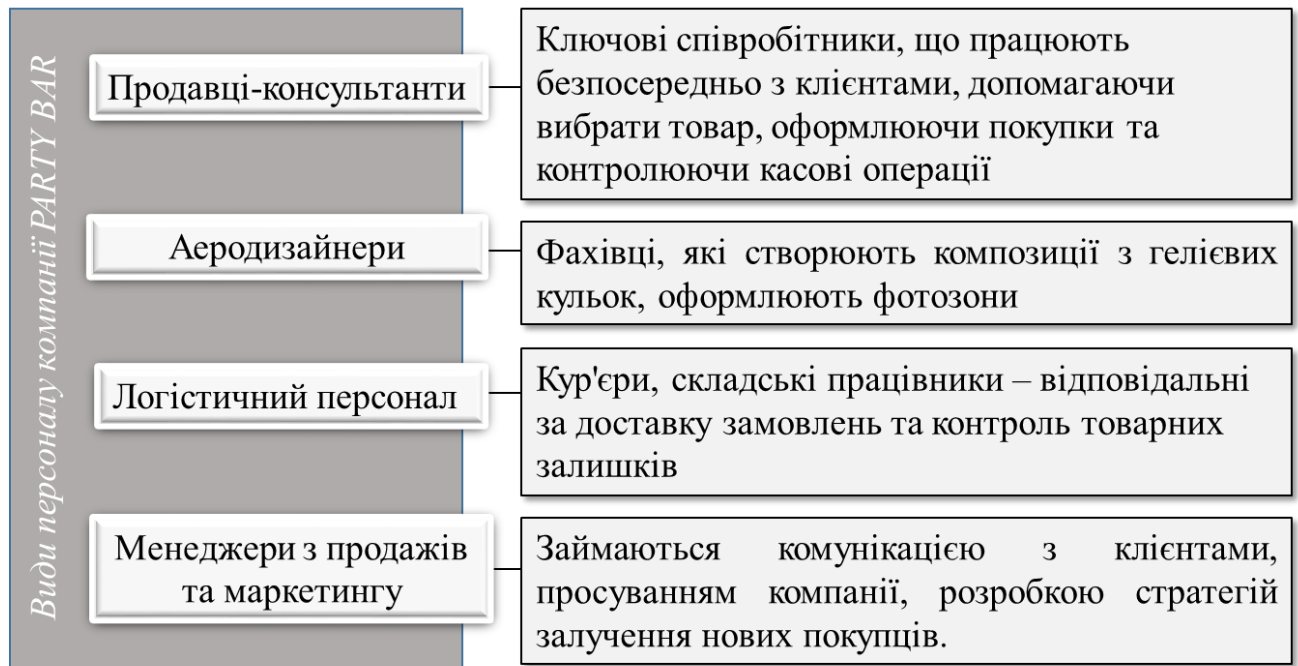 Види персоналу компанії PARTY BAR
Продавці-консультанти
Ключові співробітники, що працюють
безпосередньо з клієнтами, допомагаючи
вибрати товар, оформлюючи покупки та
контролюючи касові операції
Аеродизайнери
Фахівці, які створюють композиції з гелієвих
кульок, оформлюють фотозони
Логістичний персонал
Кур'єри, складські працівники – відповідальні
за доставку замовлень та контроль товарних
залишків
Менеджери з продажів
та маркетингу
Займаються комунікацією з клієнтами,
просуванням компанії, розробкою стратегій
залучення нових покупців.